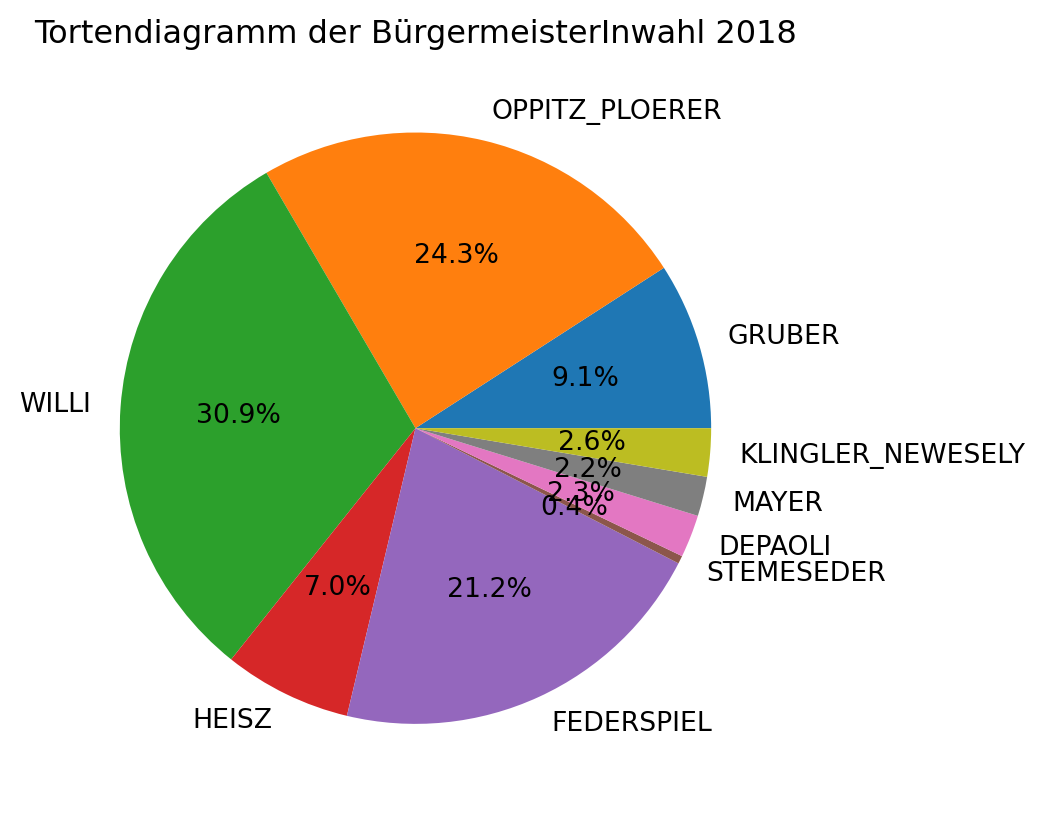 Tortendiagramm der BürgermeisterInwahl 2018
OPPITZ_PLOERER
24.3%
GRUBER
9.1%
WILLI
30.9%
2.6%
KLINGLER_NEWESELY
2.2%
MAYER
2.3%
0.4%
DEPAOLI
STEMESEDER
7.0%
21.2%
HEISZ
FEDERSPIEL